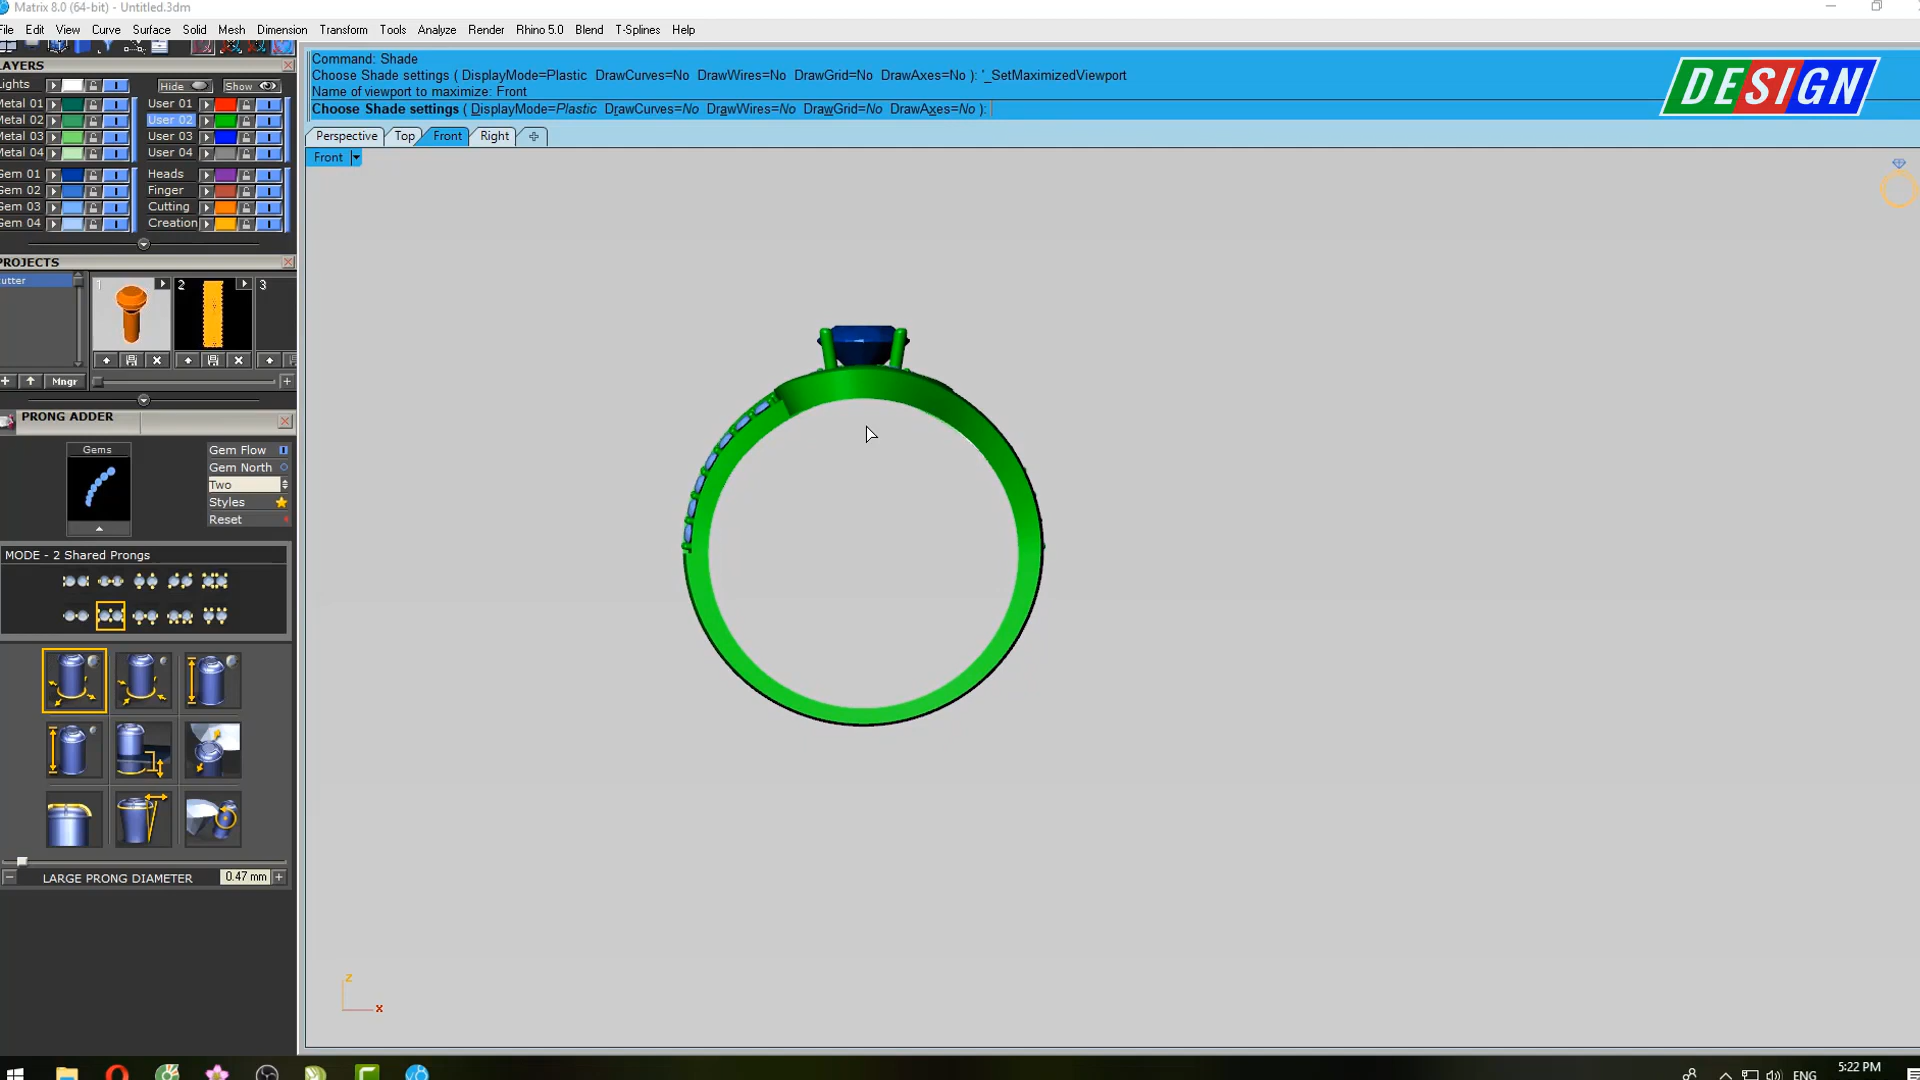 Matrix 8.0 (64-bit) - Untitled.3dm
File Edit View Curve Surface Solid Mesh Dimension Transform Tools Analyze Render Rhino 5.0 Blend T-Splines Help
LAYERS
Lights Hide Show
Metal 01 User 01
Metal 02 User 02
Metal 03 User 03
Metal 04 User 04
Gem 01 Heads
Gem 02 Finger
Gem 03 Cutting
Gem 04 Creation
PROJECTS
utter
1 2 3
Mngr
PRONG ADDER
Gems
Gem Flow
Gem North
Two
Styles
Reset
MODE - 2 Shared Prongs
LARGE PRONG DIAMETER 0.47 mm
Command: Shade
Choose Shade settings ( DisplayMode=Plastic DrawCurves=No DrawWires=No DrawGrid=No DrawAxes=No ): '_SetMaximizedViewport
Name of viewport to maximize: Front
Choose Shade settings ( DisplayMode=Plastic DrawCurves=No DrawWires=No DrawGrid=No DrawAxes=No ):
DESIGN
Perspective Top Front Right
Front
z
x
ENG
5:22 PM